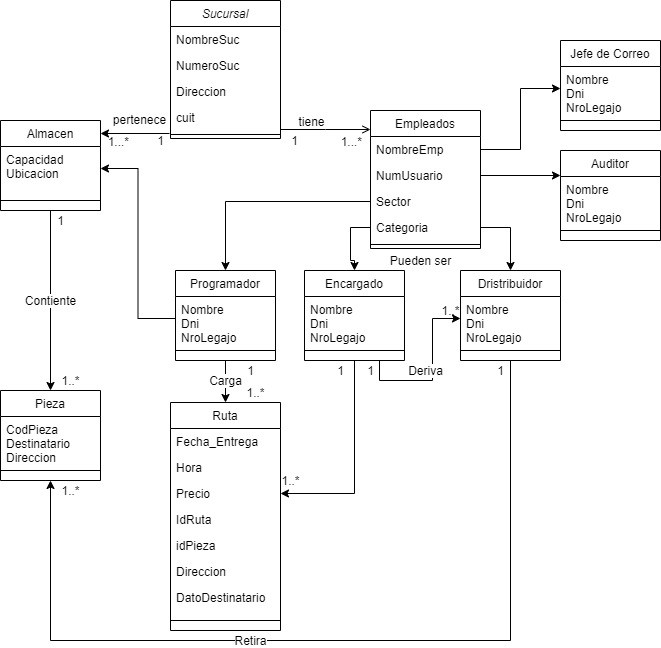 Sucursal
NombreSuc
NumeroSuc
Direccion
cuit
pertenece
1...*
1
tiene
1
1...*
Almacen
Capacidad
Ubicacion
1
Empleados
NombreEmp
NumUsuario
Sector
Categoria
Jefe de Correo
Nombre
Dni
NroLegajo
Auditor
Nombre
Dni
NroLegajo
Pueden ser
Programador
Nombre
Dni
NroLegajo
1
Encargado
Nombre
Dni
NroLegajo
1
1
Dristribuidor
Nombre
Dni
NroLegajo
1
1..*
Deriva
Contiente
1..*
Carga
1..*
Pieza
CodPieza
Destinatario
Direccion
1..*
Ruta
Fecha_Entrega
Hora
Precio
IdRuta
idPieza
Direccion
DatoDestinatario
1..*
Retira